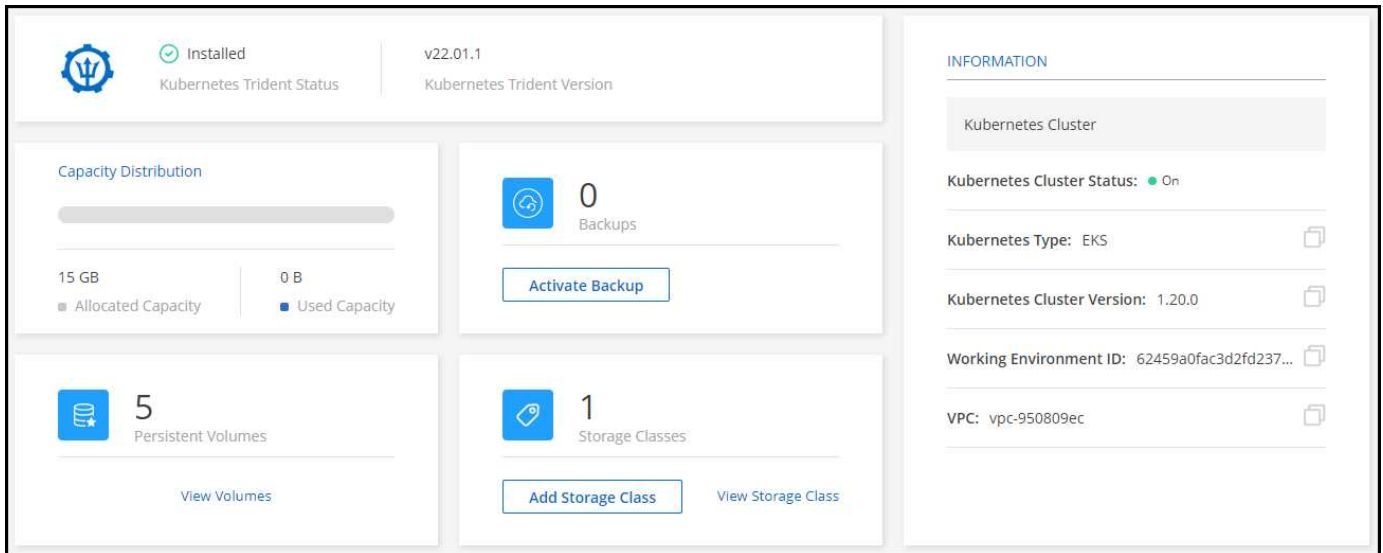 Installed
Kubernetes Trident Status
v22.01.1
Kubernetes Trident Version
Capacity Distribution
15 GB
Allocated Capacity
0 B
Used Capacity
0
Backups
Activate Backup
5
Persistent Volumes
View Volumes
1
Storage Classes
Add Storage Class
View Storage Class
INFORMATION
Kubernetes Cluster
Kubernetes Cluster Status: On
Kubernetes Type: EKS
Kubernetes Cluster Version: 1.20.0
Working Environment ID: 62459a0fac3d2fd237...
VPC: vpc-950809ec